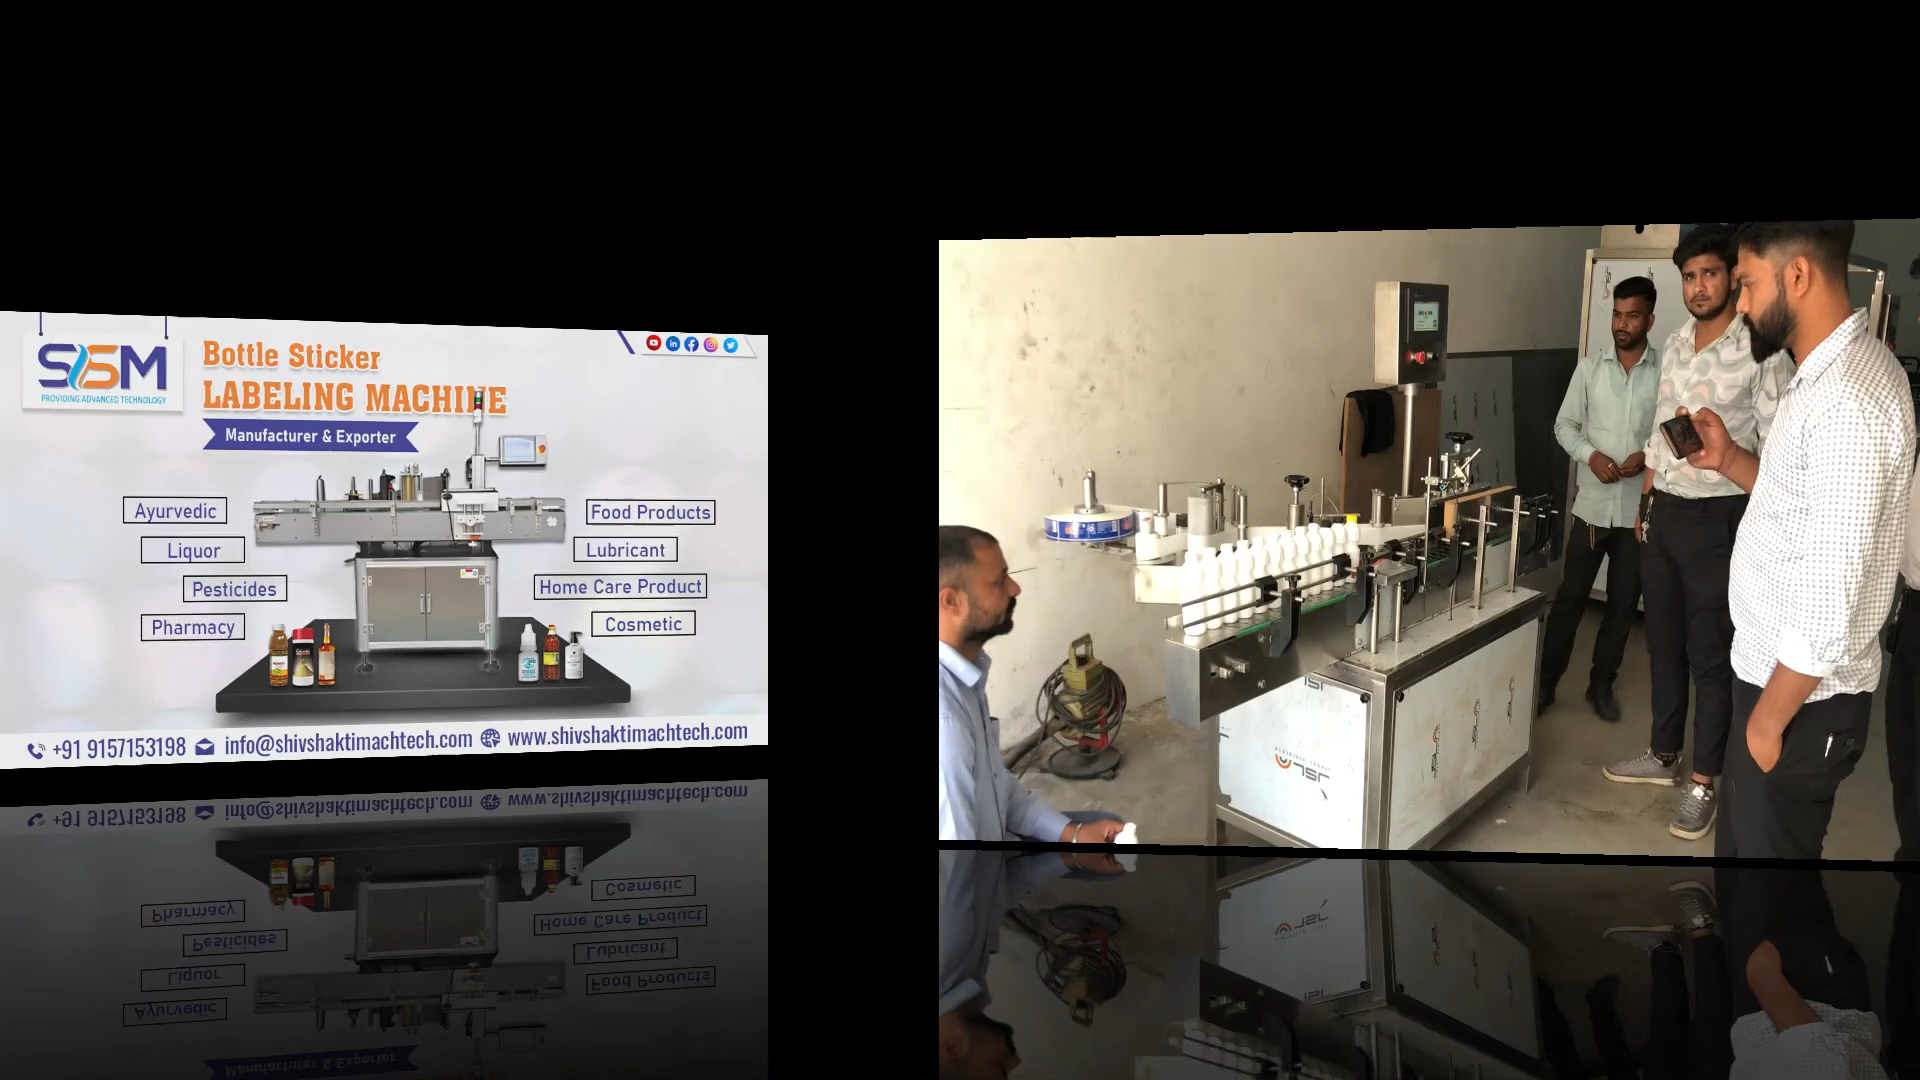 SSM
PROVIDING ADVANCED TECHNOLOGY
Bottle Sticker
LABELING MACHINE
Manufacturer & Exporter
Ayurvedic
Liquor
Pesticides
Pharmacy
Food Products
Lubricant
Home Care Product
Cosmetic
+91 9157153198 info@shivshaktimachtech.com www.shivshaktimachtech.com
JSL